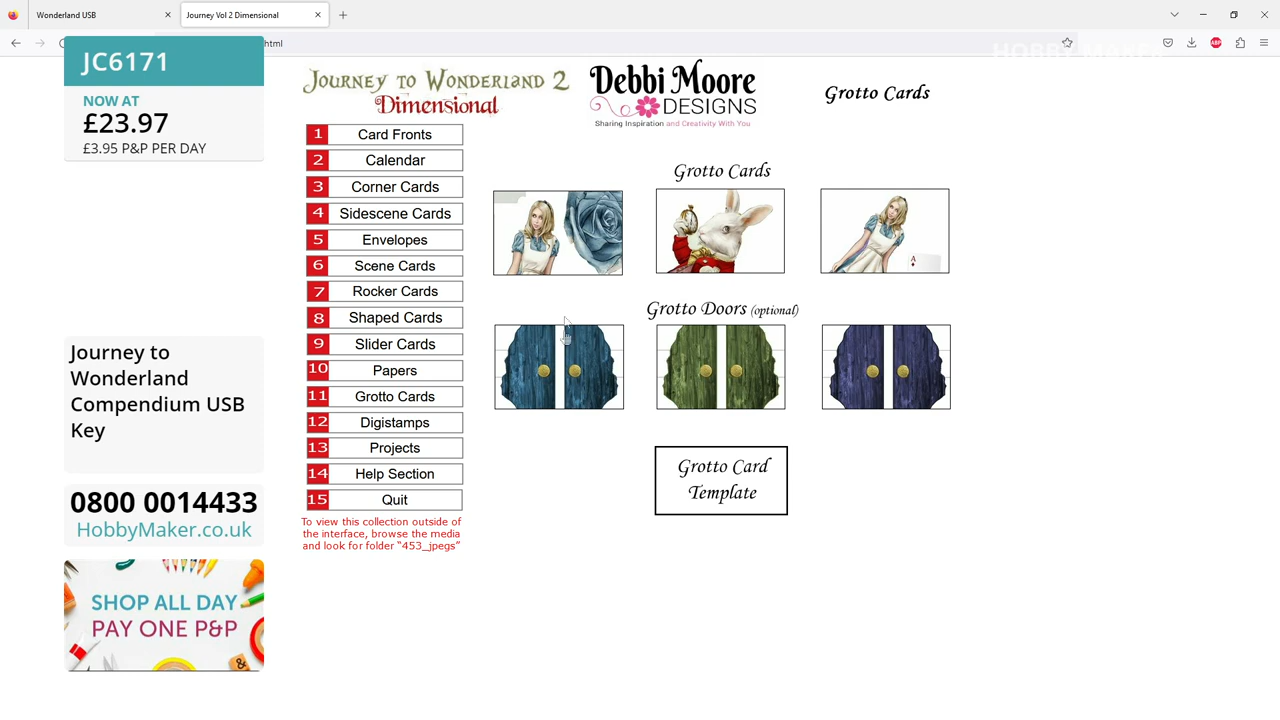 Wonderland USB
Journey Vol 2 Dimensional
html
HOBBY MAKER
JC6171
NOW AT
£23.97
£3.95 P&P PER DAY
Journey to
Wonderland
Compendium USB
Key
0800 0014433
HobbyMaker.co.uk
SHOP ALL DAY
PAY ONE P&P
Journey to Wonderland 2
Dimensional
Debbi Moore
DESIGNS
Sharing Inspiration and Creativity With You
Grotto Cards
1 Card Fronts
2 Calendar
3 Corner Cards
4 Sidescene Cards
5 Envelopes
6 Scene Cards
7 Rocker Cards
8 Shaped Cards
9 Slider Cards
10 Papers
11 Grotto Cards
12 Digistamps
13 Projects
14 Help Section
15 Quit
To view this collection outside of
the interface, browse the media
and look for folder “453_jpegs”
Grotto Cards
A
Grotto Doors (optional)
Grotto Card
Template
ABP